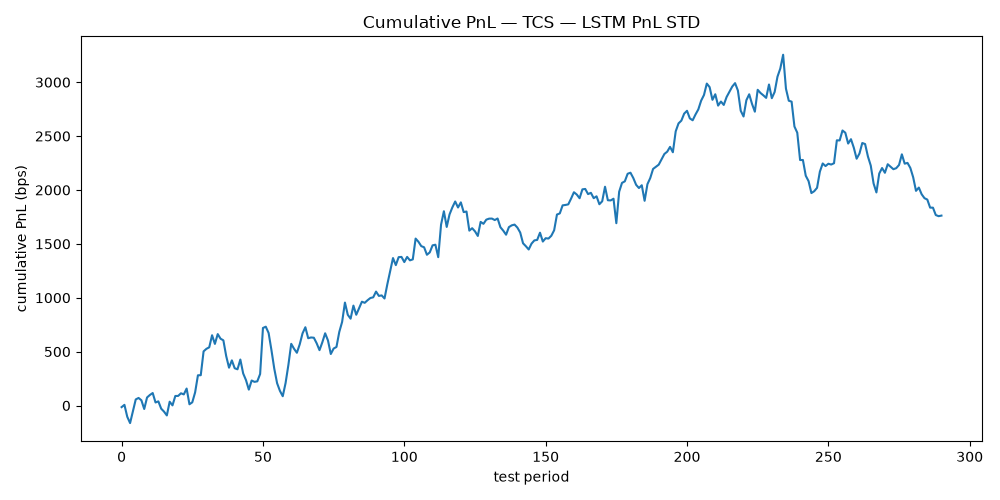 Cumulative PnL — TCS — LSTM PnL STD
3000
2500
2000
1500
1000
500
0
cumulative PnL (bps)
0 50 100 150 200 250 300
test period